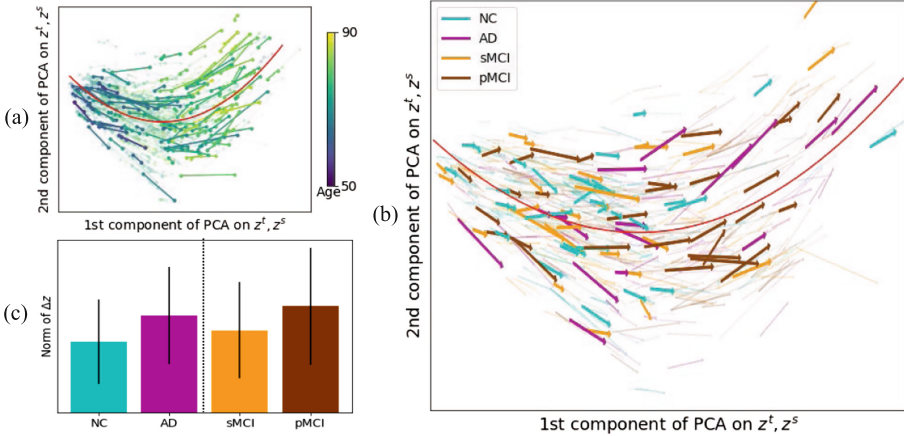 (a)
2nd component of PCA on z^t, z^s
90
50
Age
1st component of PCA on z^t, z^s
(b)
NC
AD
sMCI
pMCI
2nd component of PCA on z^t, z^s
1st component of PCA on z^t, z^s
(c)
Norm of Δz
NC
AD
sMCI
pMCI